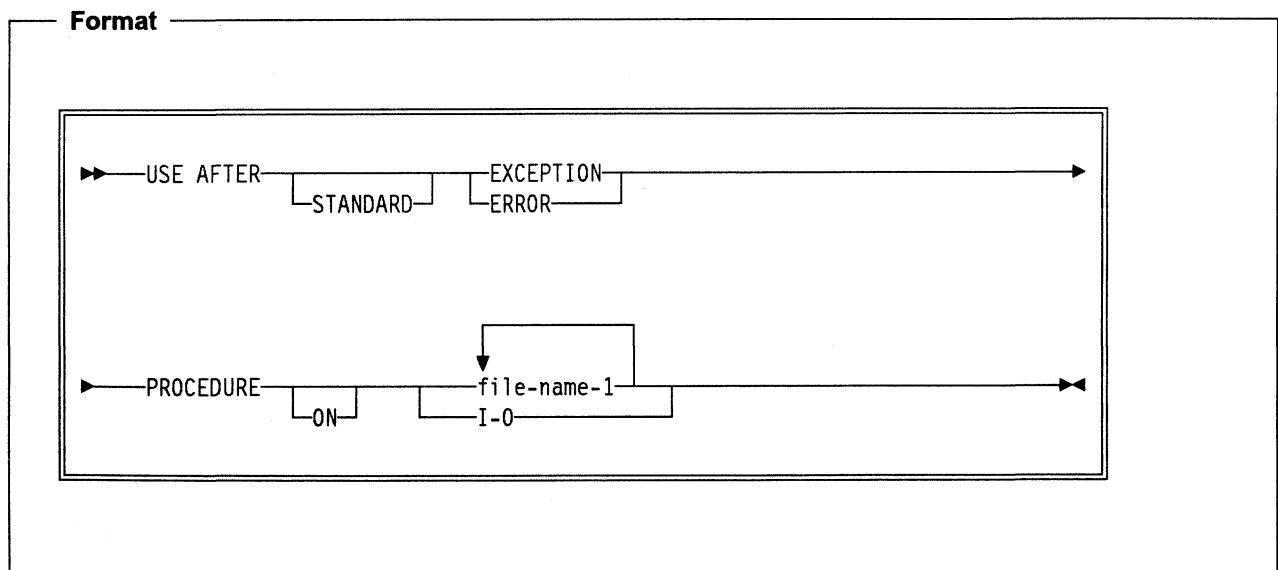 Format
USE AFTER EXCEPTION
STANDARD ERROR
PROCEDURE file-name-1
ON I-O